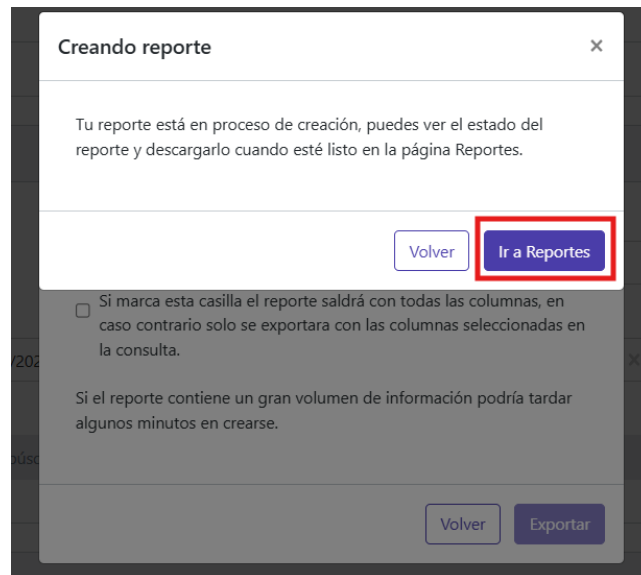 Creando reporte
×
Tu reporte está en proceso de creación, puedes ver el estado del
reporte y descargarlo cuando esté listo en la página Reportes.
Volver
Ir a Reportes
Si marca esta casilla el reporte saldrá con todas las columnas, en
caso contrario solo se exportara con las columnas seleccionadas en
la consulta.
/202
Si el reporte contiene un gran volumen de información podría tardar
algunos minutos en crearse.
búsc
Volver
Exportar